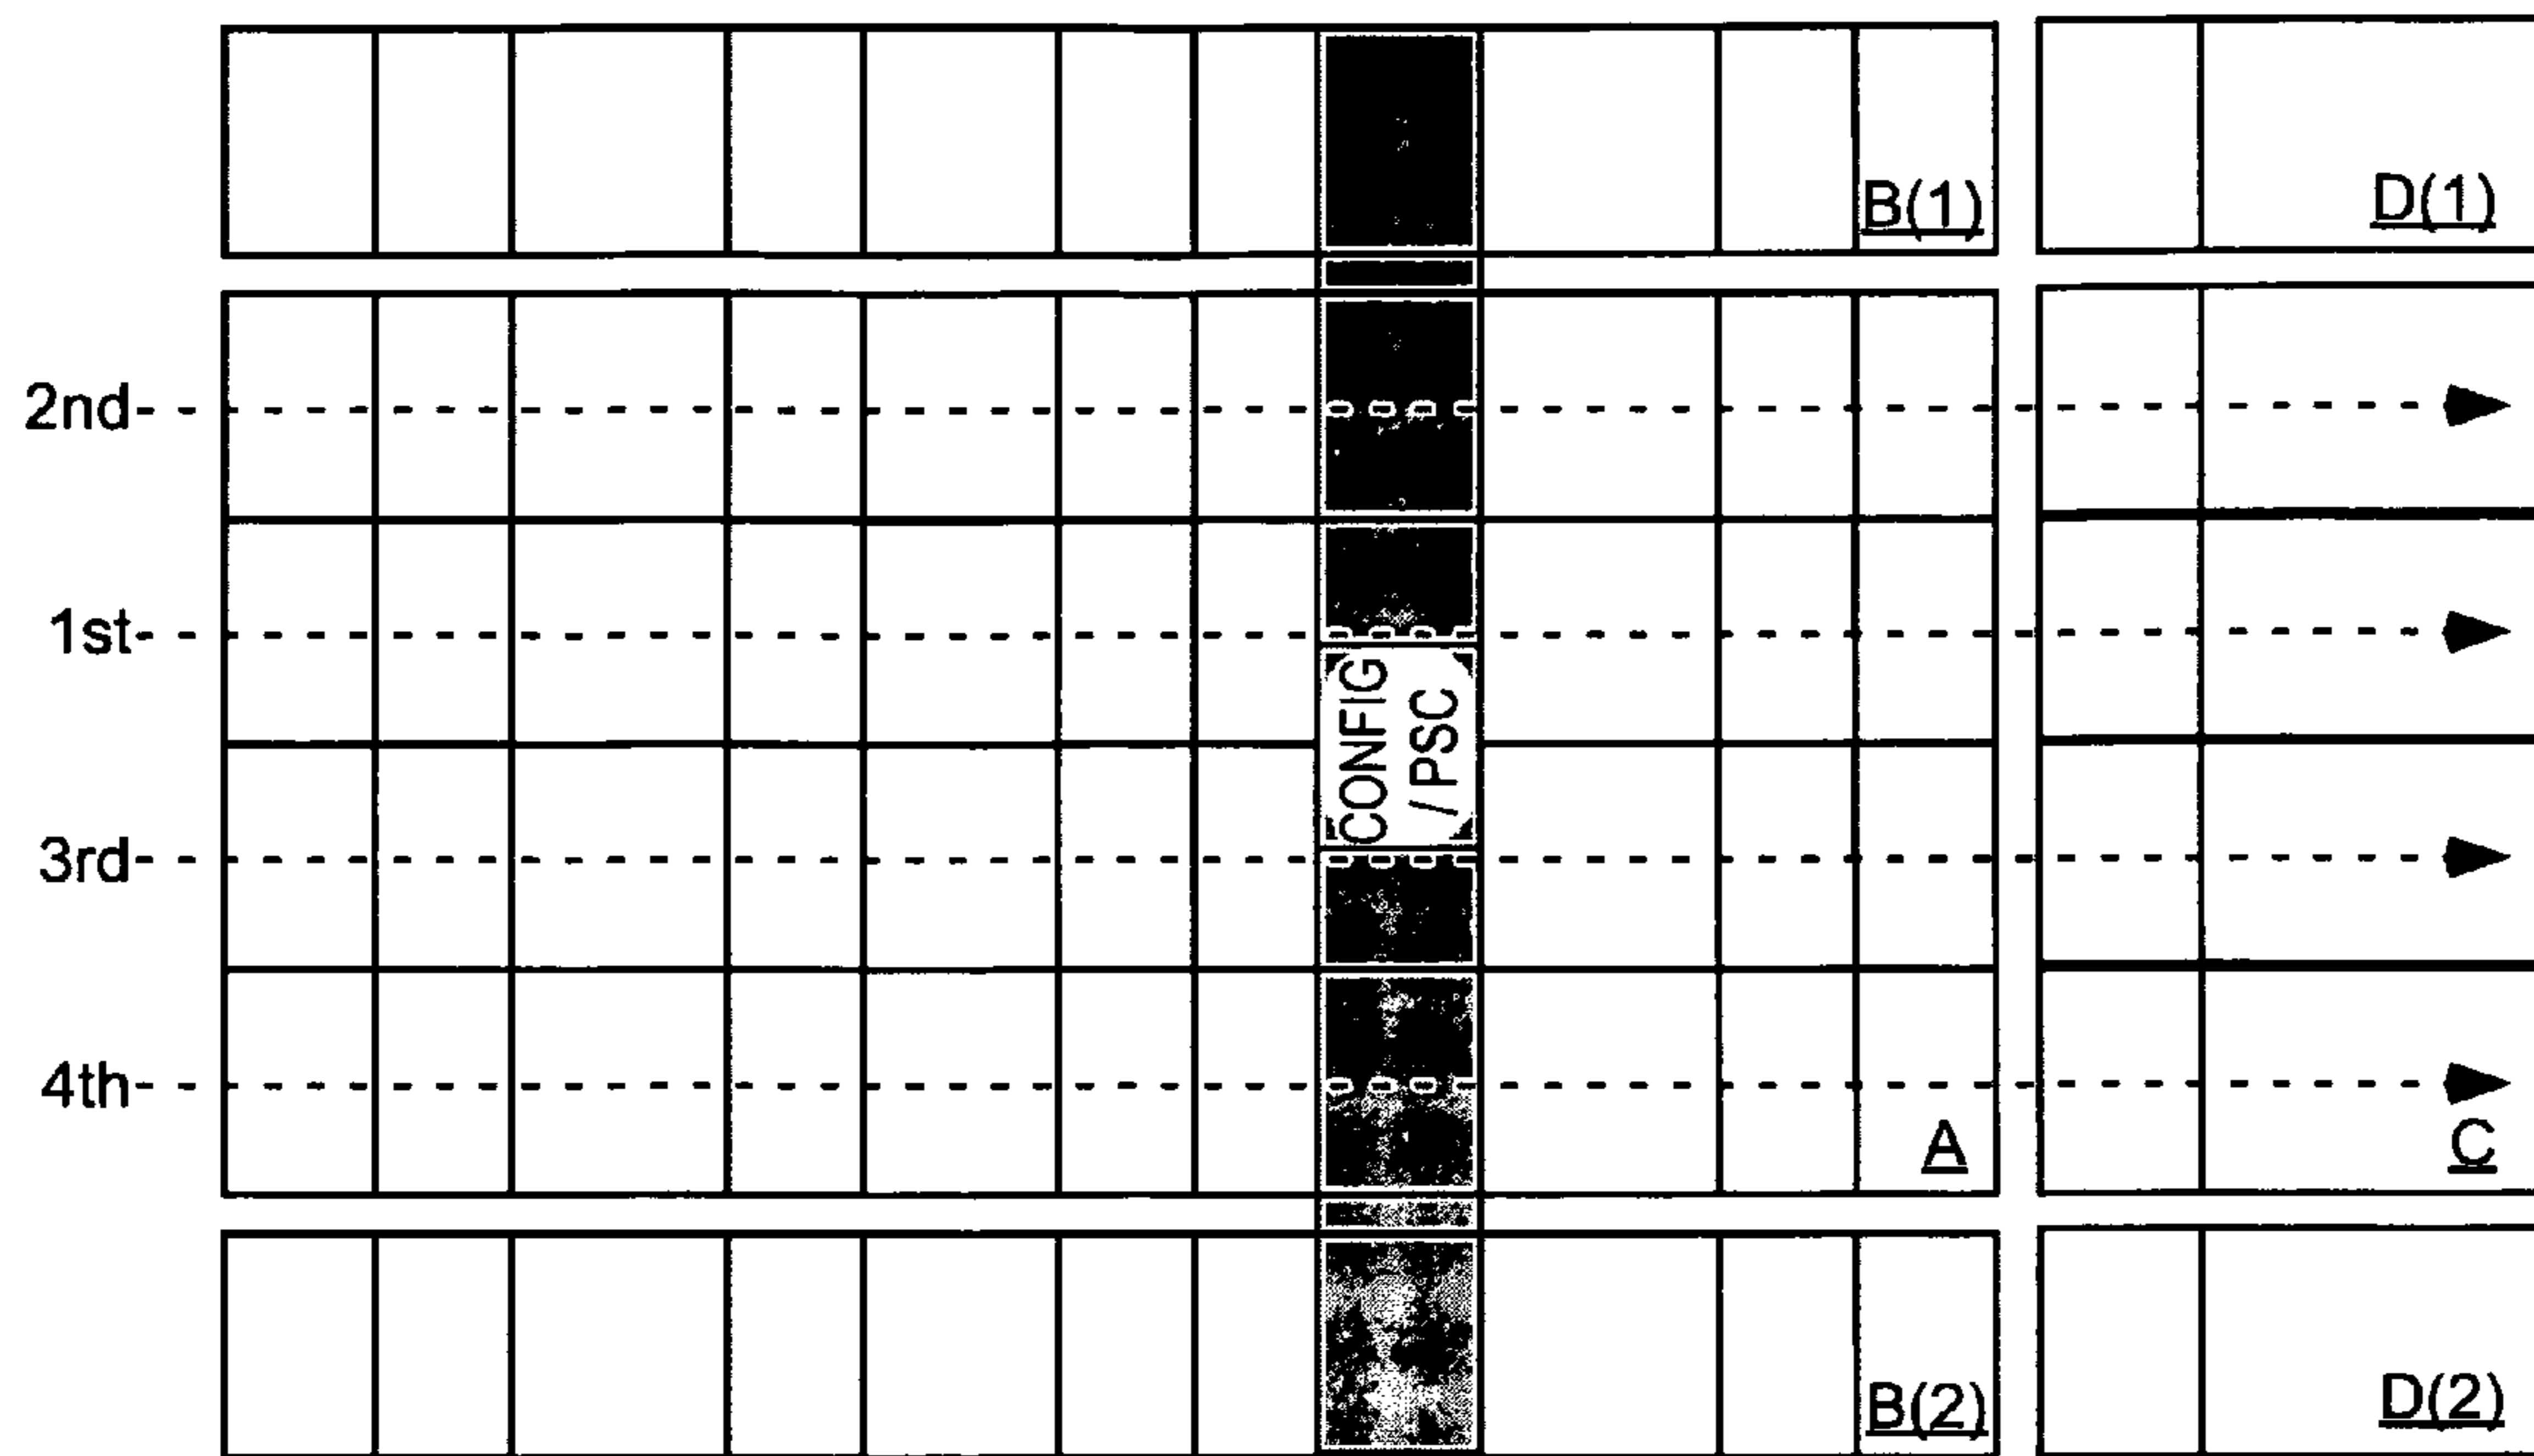 B(1)
D(1)
2nd
1st
CONFIG
/ PSC
3rd
4th
A
C
B(2)
D(2)